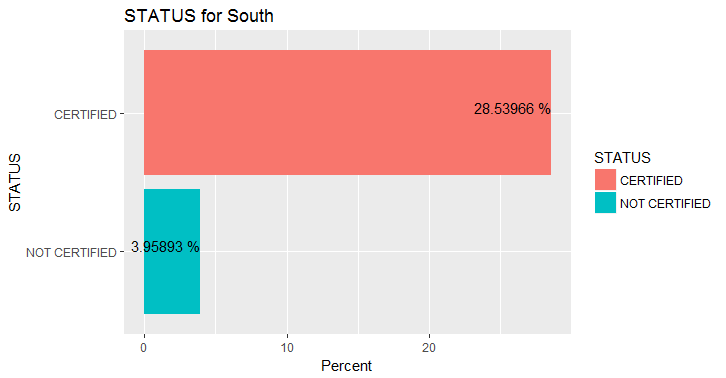 STATUS for South
STATUS
CERTIFIED
NOT CERTIFIED
28.53966 %
3.95893 %
0
10
20
Percent
STATUS
CERTIFIED
NOT CERTIFIED